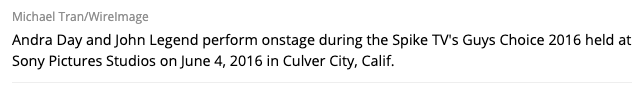 Michael Tran/WireImage
Andra Day and John Legend perform onstage during the Spike TV's Guys Choice 2016 held at
Sony Pictures Studios on June 4, 2016 in Culver City, Calif.